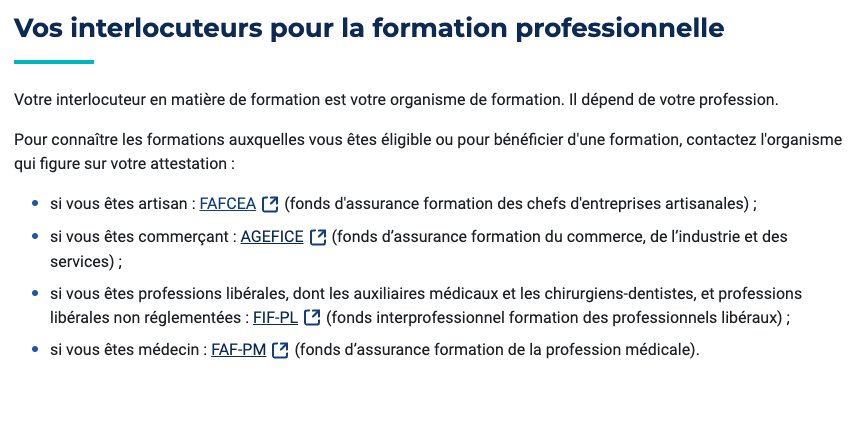 Vos interlocuteurs pour la formation professionnelle
Votre interlocuteur en matière de formation est votre organisme de formation. Il dépend de votre profession.
Pour connaître les formations auxquelles vous êtes éligible ou pour bénéficier d'une formation, contactez l'organisme
qui figure sur votre attestation :
si vous êtes artisan : FAFCEA (fonds d'assurance formation des chefs d'entreprises artisanales) ;
si vous êtes commerçant : AGEFICE (fonds d’assurance formation du commerce, de l’industrie et des
services) ;
si vous êtes professions libérales, dont les auxiliaires médicaux et les chirurgiens-dentistes, et professions
libérales non réglementées : FIF-PL (fonds interprofessionnel formation des professionnels libéraux) ;
si vous êtes médecin : FAF-PM (fonds d’assurance formation de la profession médicale).